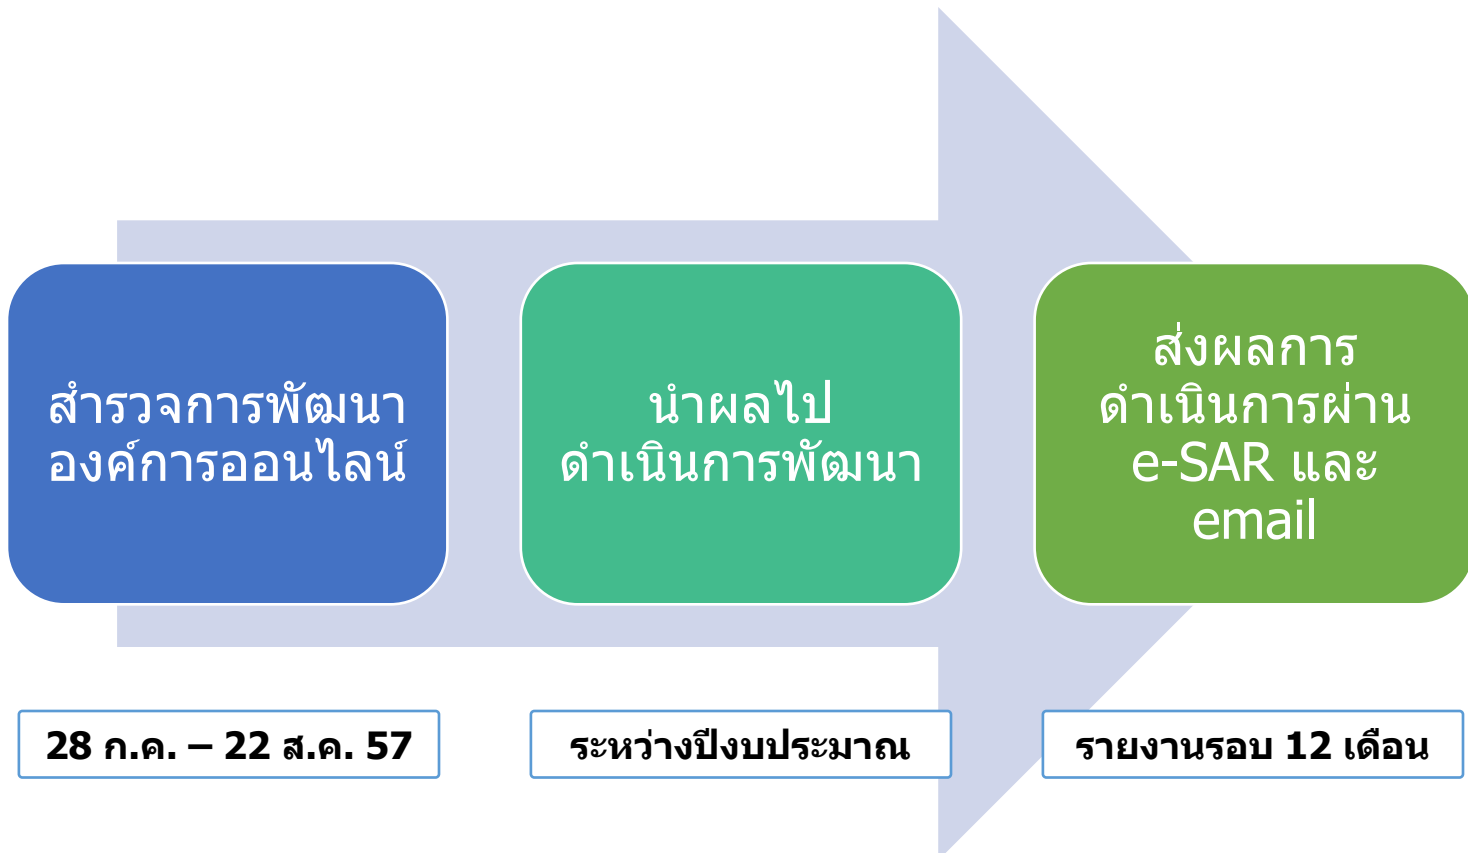 สำรวจการพัฒนา
องค์การออนไลน์
นำผลไป
ดำเนินการพัฒนา
ส่งผลการ
ดำเนินการผ่าน
e-SAR และ
email
28 ก.ค. – 22 ส.ค. 57
ระหว่างปีงบประมาณ
รายงานรอบ 12 เดือน